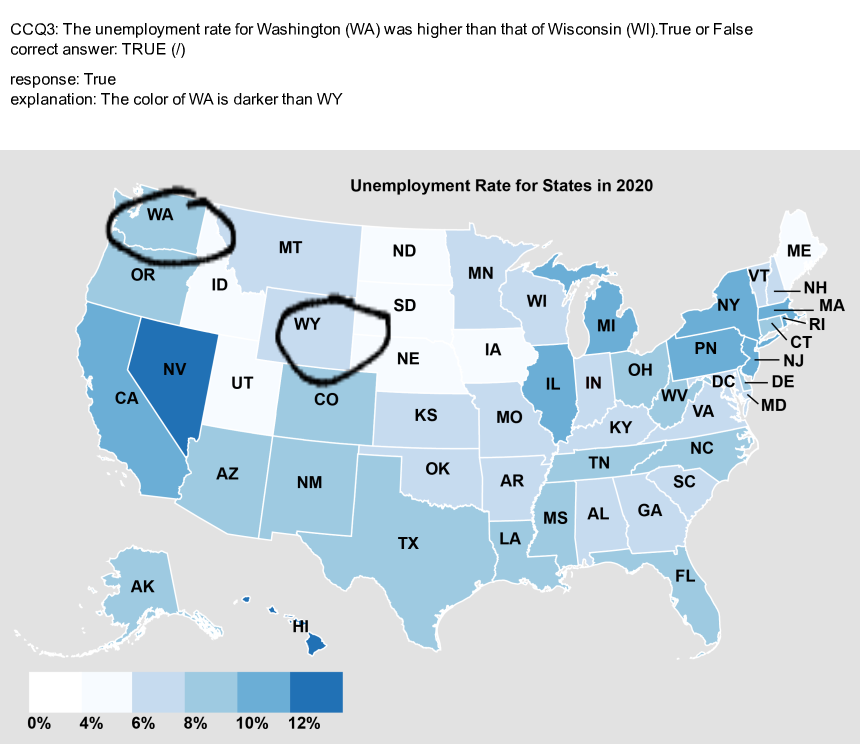 CCQ3: The unemployment rate for Washington (WA) was higher than that of Wisconsin (WI).True or False
correct answer: TRUE (/)
response: True
explanation: The color of WA is darker than WY
Unemployment Rate for States in 2020
WA
MT
ND
ME
OR
ID
MN
VT
NH
SD
WI
NY
MA
WY
MI
RI
CT
NE
IA
PN
NJ
NV
UT
IL
IN
OH
DC
DE
CA
CO
WV
MD
KS
MO
VA
KY
NC
AZ
NM
OK
TN
AR
SC
MS
AL
GA
TX
LA
FL
AK
HI
0% 4% 6% 8% 10% 12%